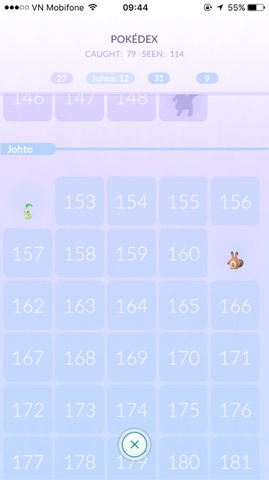 VN Mobifone 09:44 55%
POKÉDEX
CAUGHT: 79 SEEN: 114
27 Johto: 12 31 9
146 147 148
Johto
153 154 155 156
157 158 159 160
162 163 164 165 166
167 168 169 170 171
172 173 174 175 176
177 178 179 180 181